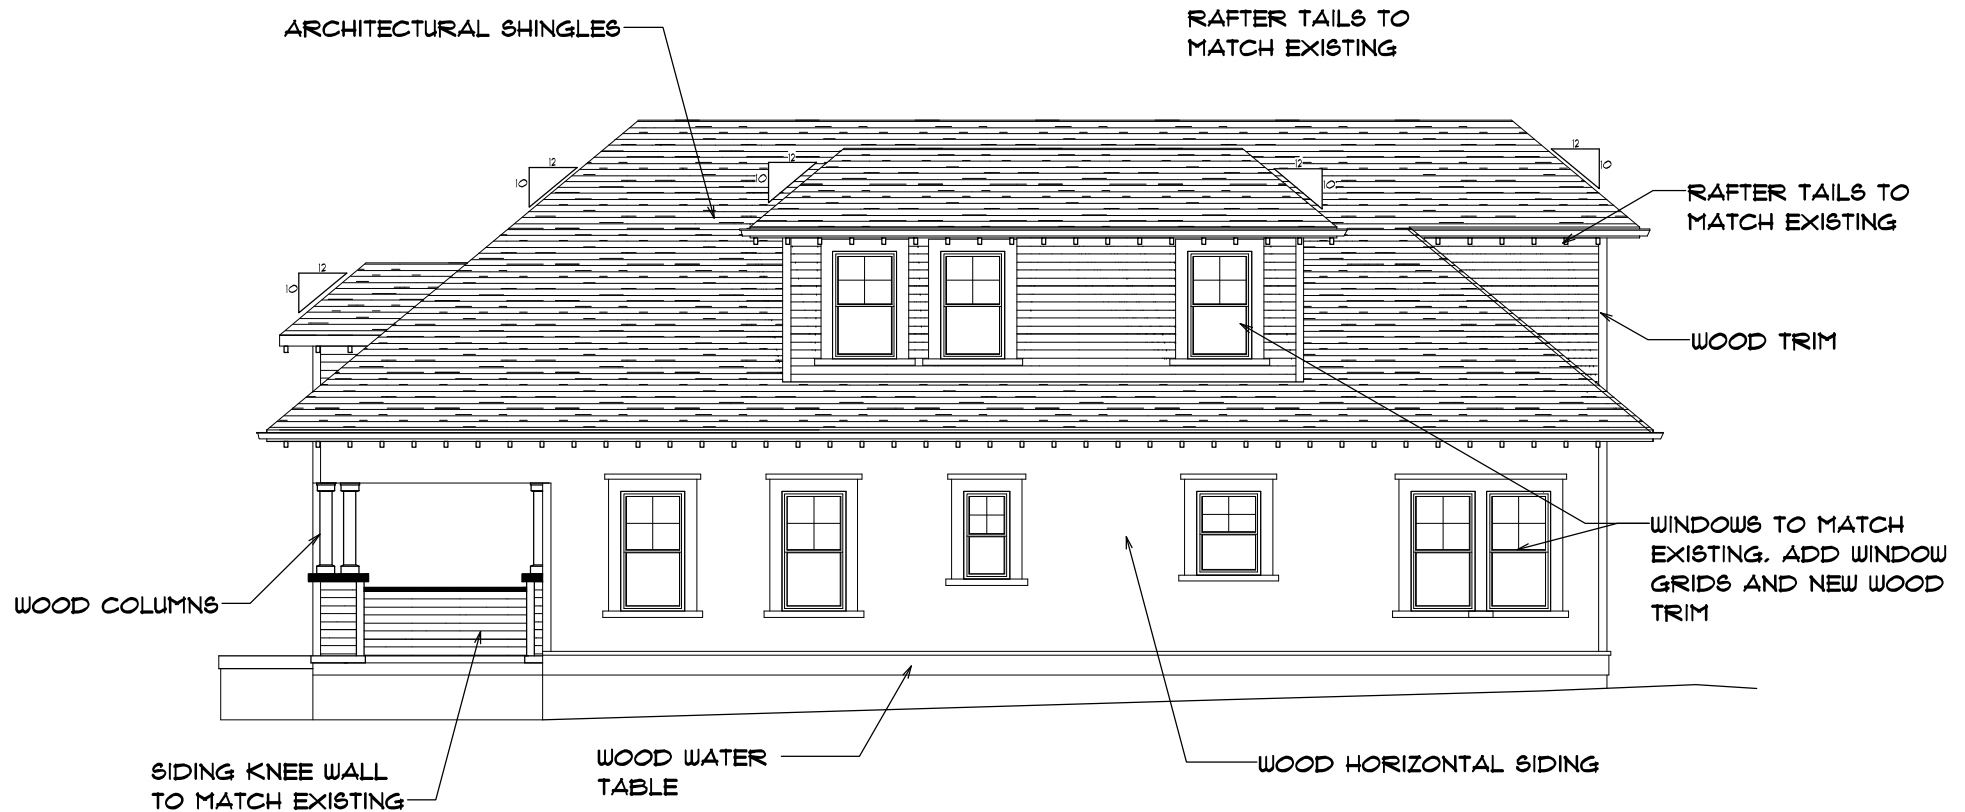 ARCHITECTURAL SHINGLES
RAFTER TAILS TO
MATCH EXISTING
12
10
12
10
12
10
12
10
12
10
RAFTER TAILS TO
MATCH EXISTING
WOOD TRIM
WINDOWS TO MATCH
EXISTING. ADD WINDOW
GRIDS AND NEW WOOD
TRIM
WOOD COLUMNS
SIDING KNEE WALL
TO MATCH EXISTING
WOOD WATER
TABLE
WOOD HORIZONTAL SIDING